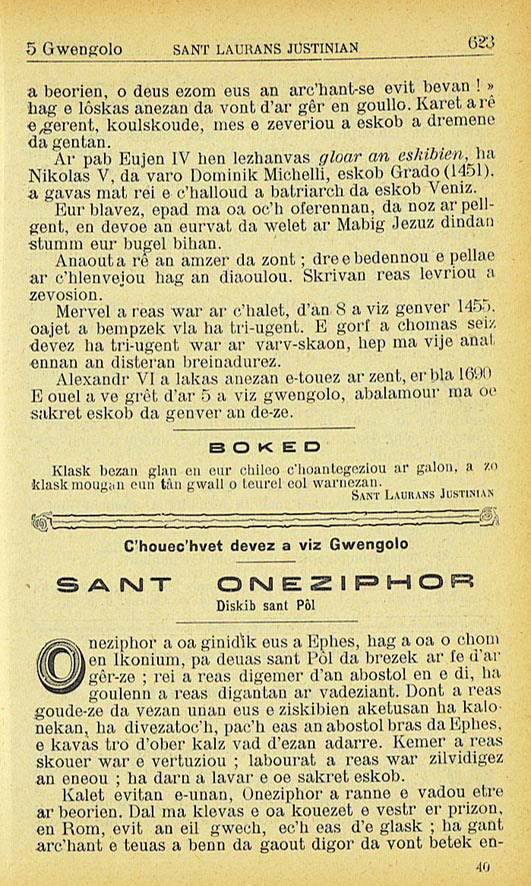 5 Gwengolo SANT LAURANS JUSTINIAN 623
a beorien, o deus ezom eus an arc'hant-se evit bevan ! »
hag e lôskas anezan da vont d'ar gêr en goullo. Karet a rê
e gerent, koulskoude, mes e zeveriou a eskob a dremene
da gentan.
Ar pab Eujen IV hen lezhanvas gloar an eskibien, ha
Nikolas V, da varo Dominik Michelli, eskob Grado (1451),
a gavas mat rei e c'halloud a batriarch da eskob Veniz.
Eur blavez, epad ma oa oc'h oferennan, da noz ar pell-
gent, en devoe an eurvat da welet ar Mabig Jezuz dindan
stumm eur bugel bihan.
Anaout a rê an amzer da zont ; dre e bedennou e pellae
ar c'hlenvejou hag an diaoulou. Skrivan reas levriou a
zevosion.
Mervel a reas war ar c'halet, d'an 8 a viz genver 1455.
oajet a bempzek vla ha tri-ugent. E gorf a chomas seiz
devez ha tri-ugent war ar varv-skaon, hep ma vije anat
ennan an disteran breinadurez.
Alexandr VI a lakas anezan e-touez ar zent, er bla 1690
E ouel a ve grêt d'ar 5 a viz gwengolo, abalamour ma oe
sakret eskob da genver an de-ze.
BOKED
Klask bezan glan en eur chileo c'hoantegeziou ar galon, a zo
klask mougan eun tân gwall o teurel eol warnezan.
SANT LAURANS JUSTINIAN
C'houec'hvet devez a viz Gwengolo
SANT ONEZIPHOR
Diskib sant Pôl
Oneziphor a oa ginidik eus a Ephes, hag a oa o chom
en Ikonium, pa deuas sant Pôl da brezek ar fe d'ar
gêr-ze ; rei a reas digemer d'an abostol en e di, ha
goulenn a reas digantan ar vadeziant. Dont a reas
goude-ze da vezan unan eus e ziskibien aketusan ha kalo-
nekan, ha divezatoc'h, pac'h eas an abostol bras da Ephes,
e kavas tro d'ober kalz vad d'ezan adarre. Kemer a reas
skouer war e vertuziou ; labourat a reas war zilvidigez
an eneou ; ha darn a lavar e oe sakret eskob.
Kalet evitan e-unan, Oneziphor a ranne e vadou etre
ar beorien. Dal ma klevas e oa kouezet e vestr er prizon,
en Rom, evit an eil gwech, ec'h eas d'e glask ; ha gant
arc'hant e teuas a benn da gaout digor da vont betek en-
40